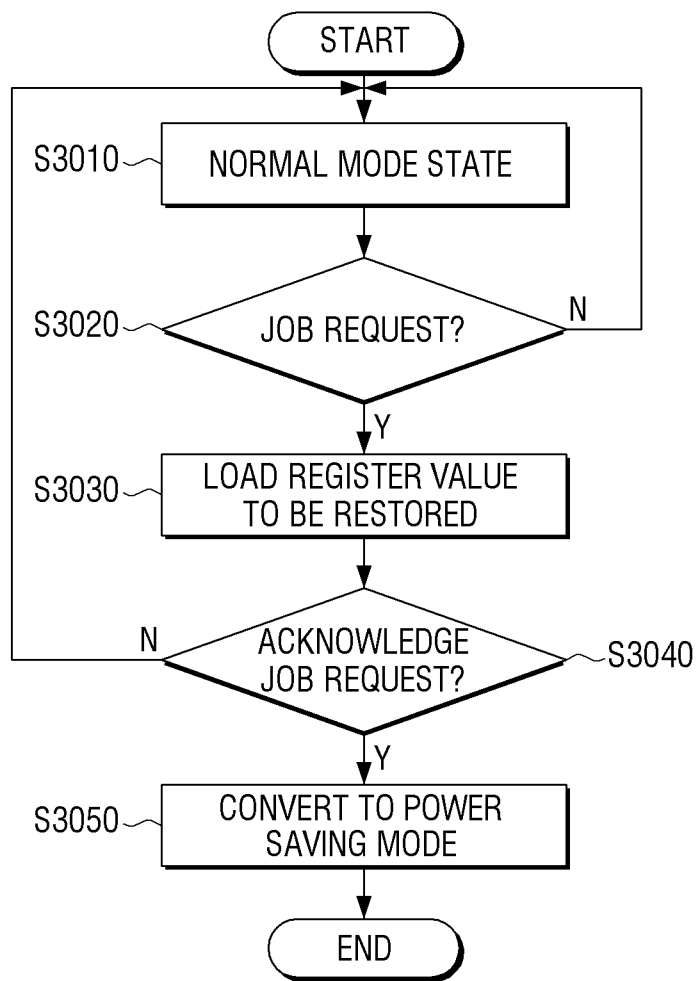 START
S3010
NORMAL MODE STATE
S3020
JOB REQUEST?
N
Y
S3030
LOAD REGISTER VALUE
TO BE RESTORED
N
ACKNOWLEDGE
JOB REQUEST?
S3040
Y
S3050
CONVERT TO POWER
SAVING MODE
END